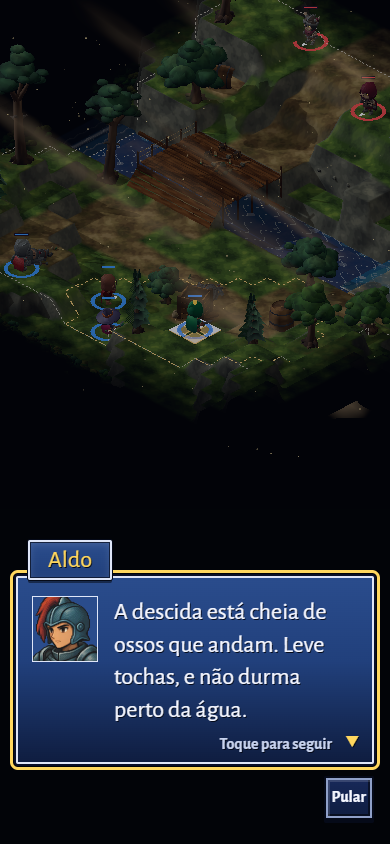 Aldo
A descida está cheia de
ossos que andam. Leve
tochas, e não durma
perto da água.
Toque para seguir
Pular